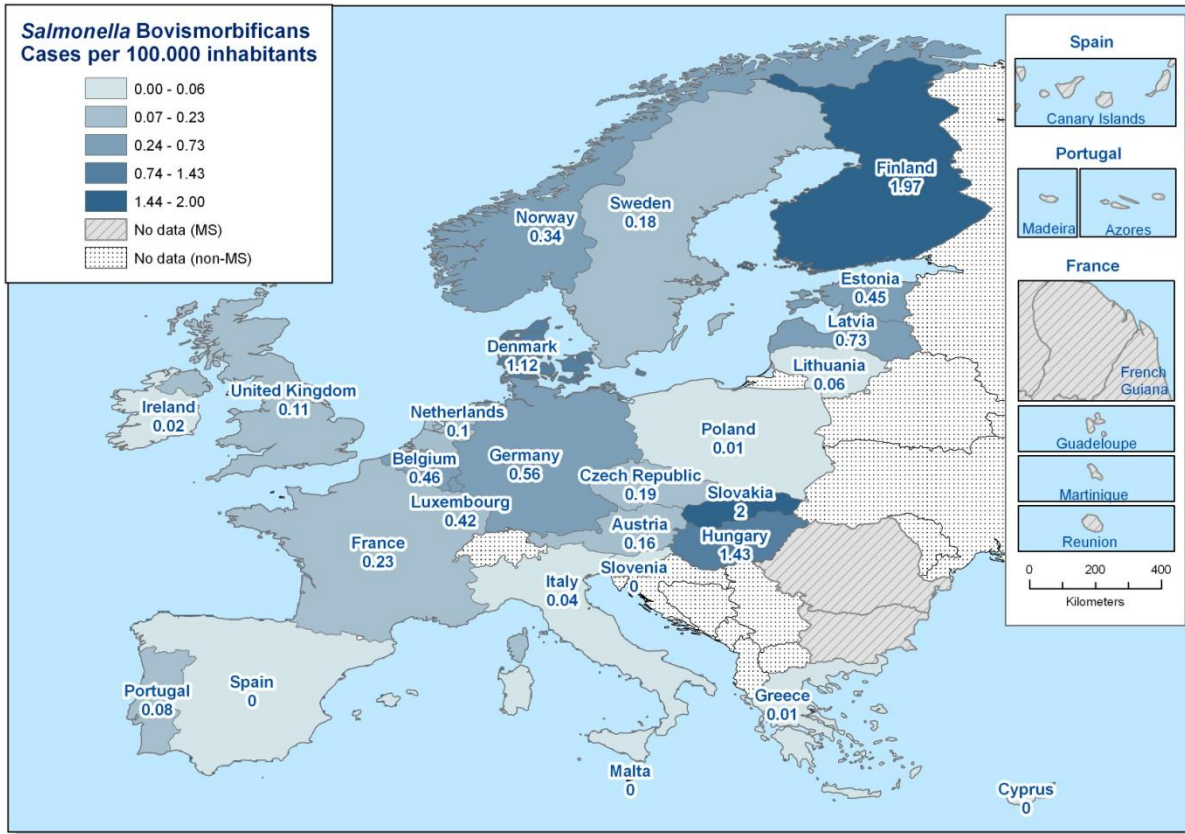 Salmonella Bovismorbificans
Cases per 100.000 inhabitants
0.00 - 0.06
0.07 - 0.23
0.24 - 0.73
0.74 - 1.43
1.44 - 2.00
No data (MS)
No data (non-MS)
Finland
1.97
Sweden
0.18
Norway
0.34
Estonia
0.45
Latvia
0.73
Lithuania
0.06
Denmark
1.12
United Kingdom
0.11
Ireland
0.02
Netherlands
0.1
Belgium
0.46
Germany
0.56
Poland
0.01
Czech Republic
0.19
Slovakia
2
Luxembourg
0.42
Austria
0.16
Hungary
1.43
France
0.23
Slovenia
0
Italy
0.04
Portugal
0.08
Spain
0
Greece
0.01
Malta
0
Cyprus
0
Spain
Canary Islands
Portugal
Madeira
Azores
France
French
Guiana
Guadeloupe
Martinique
Reunion
0 200 400
Kilometers